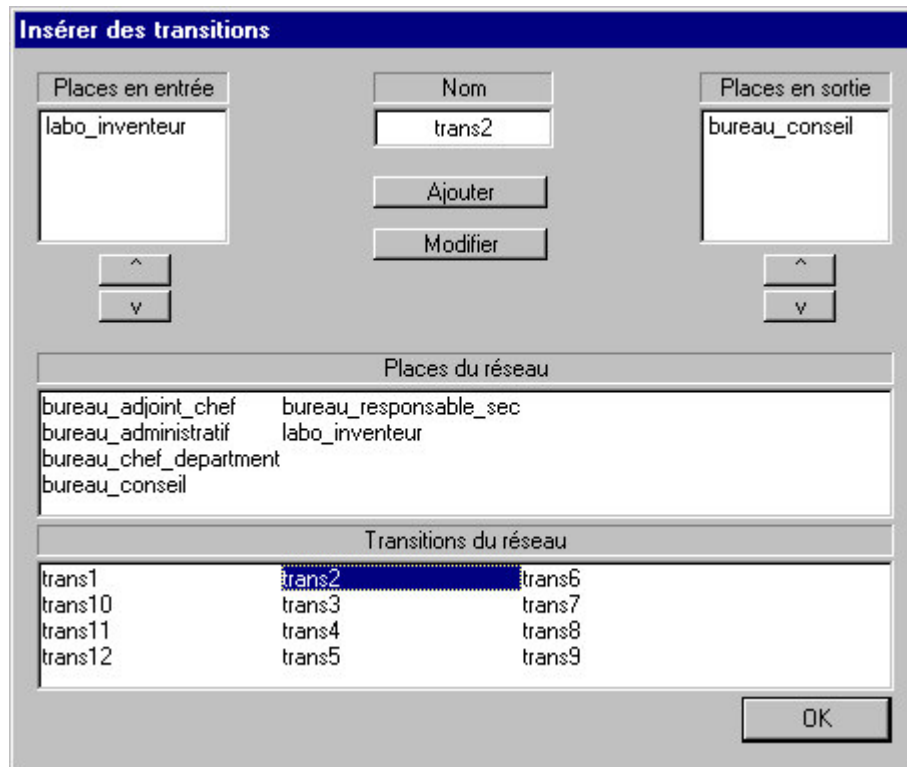 Insérer des transitions
Places en entrée
Nom
Places en sortie
labo_inventeur
trans2
bureau_conseil
Ajouter
Modifier
^
^
v
v
Places du réseau
bureau_adjoint_chef bureau_responsable_sec
bureau_administratif labo_inventeur
bureau_chef_department
bureau_conseil
Transitions du réseau
trans1 trans2 trans6
trans10 trans3 trans7
trans11 trans4 trans8
trans12 trans5 trans9
OK